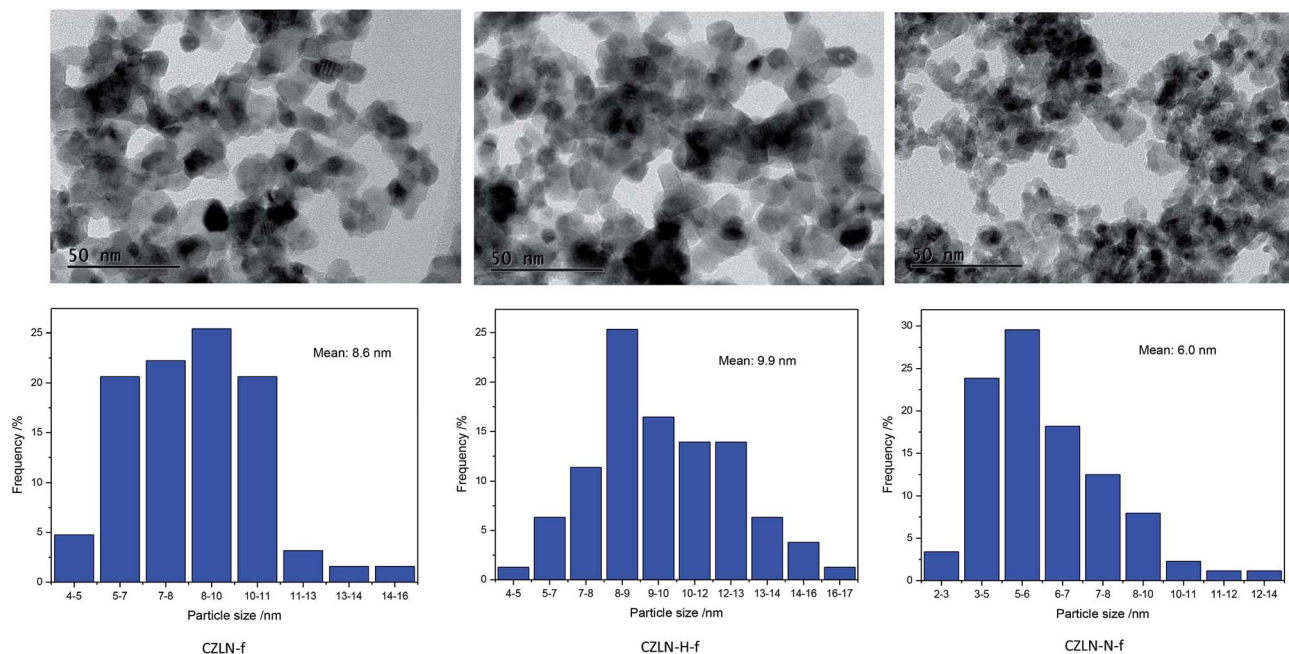 50 nm
50 nm
50 nm
Mean: 8.6 nm
25
20
15
10
5
0
Frequency /%
4-5 5-7 7-8 8-10 10-11 11-13 13-14 14-16
Particle size /nm
CZLN-f
Mean: 9.9 nm
25
20
15
10
5
0
Frequency /%
4-5 5-7 7-8 8-9 9-10 10-12 12-13 13-14 14-16 16-17
Particle size /nm
CZLN-H-f
Mean: 6.0 nm
30
25
20
15
10
5
0
Frequency /%
2-3 3-5 5-6 6-7 7-8 8-10 10-11 11-12 12-14
Particle size /nm
CZLN-N-f